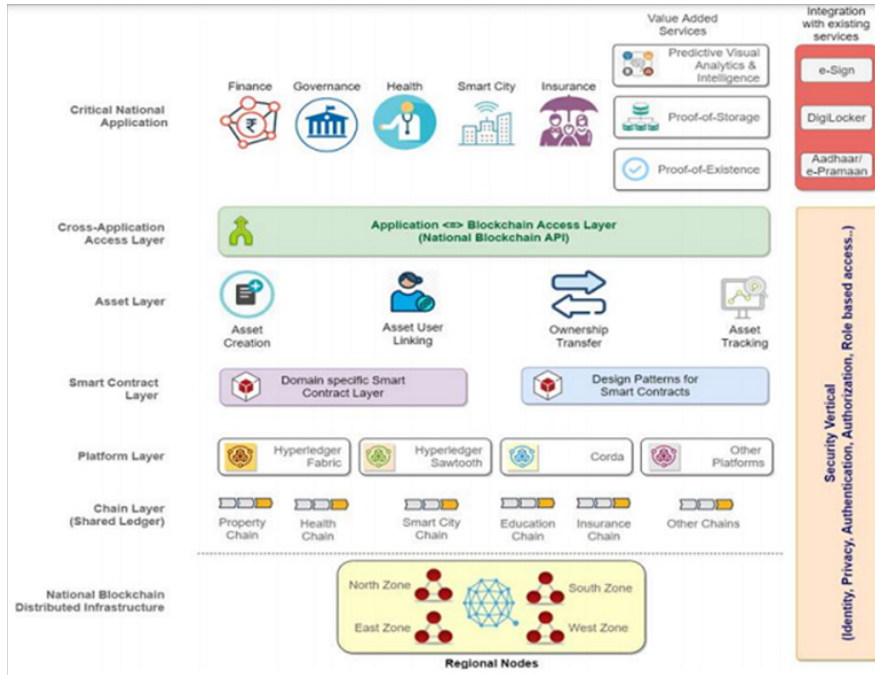 Value Added
Services
Integration
with existing
services
Critical National
Application
Finance
Governance
Health
Smart City
Insurance
Predictive Visual
Analytics &
Intelligence
Proof-of-Storage
Proof-of-Existence
e-Sign
DigiLocker
Aadhaar/
e-Pramaan
Cross-Application
Access Layer
Application <=> Blockchain Access Layer
(National Blockchain API)
Asset Layer
Asset
Creation
Asset User
Linking
Ownership
Transfer
Asset
Tracking
Smart Contract
Layer
Domain specific Smart
Contract Layer
Design Patterns for
Smart Contracts
Platform Layer
Hyperledger
Fabric
Hyperledger
Sawtooth
Corda
Other
Platforms
Chain Layer
(Shared Ledger)
Property
Chain
Health
Chain
Smart City
Chain
Education
Chain
Insurance
Chain
Other Chains
National Blockchain
Distributed Infrastructure
North Zone
South Zone
East Zone
West Zone
Regional Nodes
Security Vertical
(Identity, Privacy, Authentication, Authorization, Role based access..)